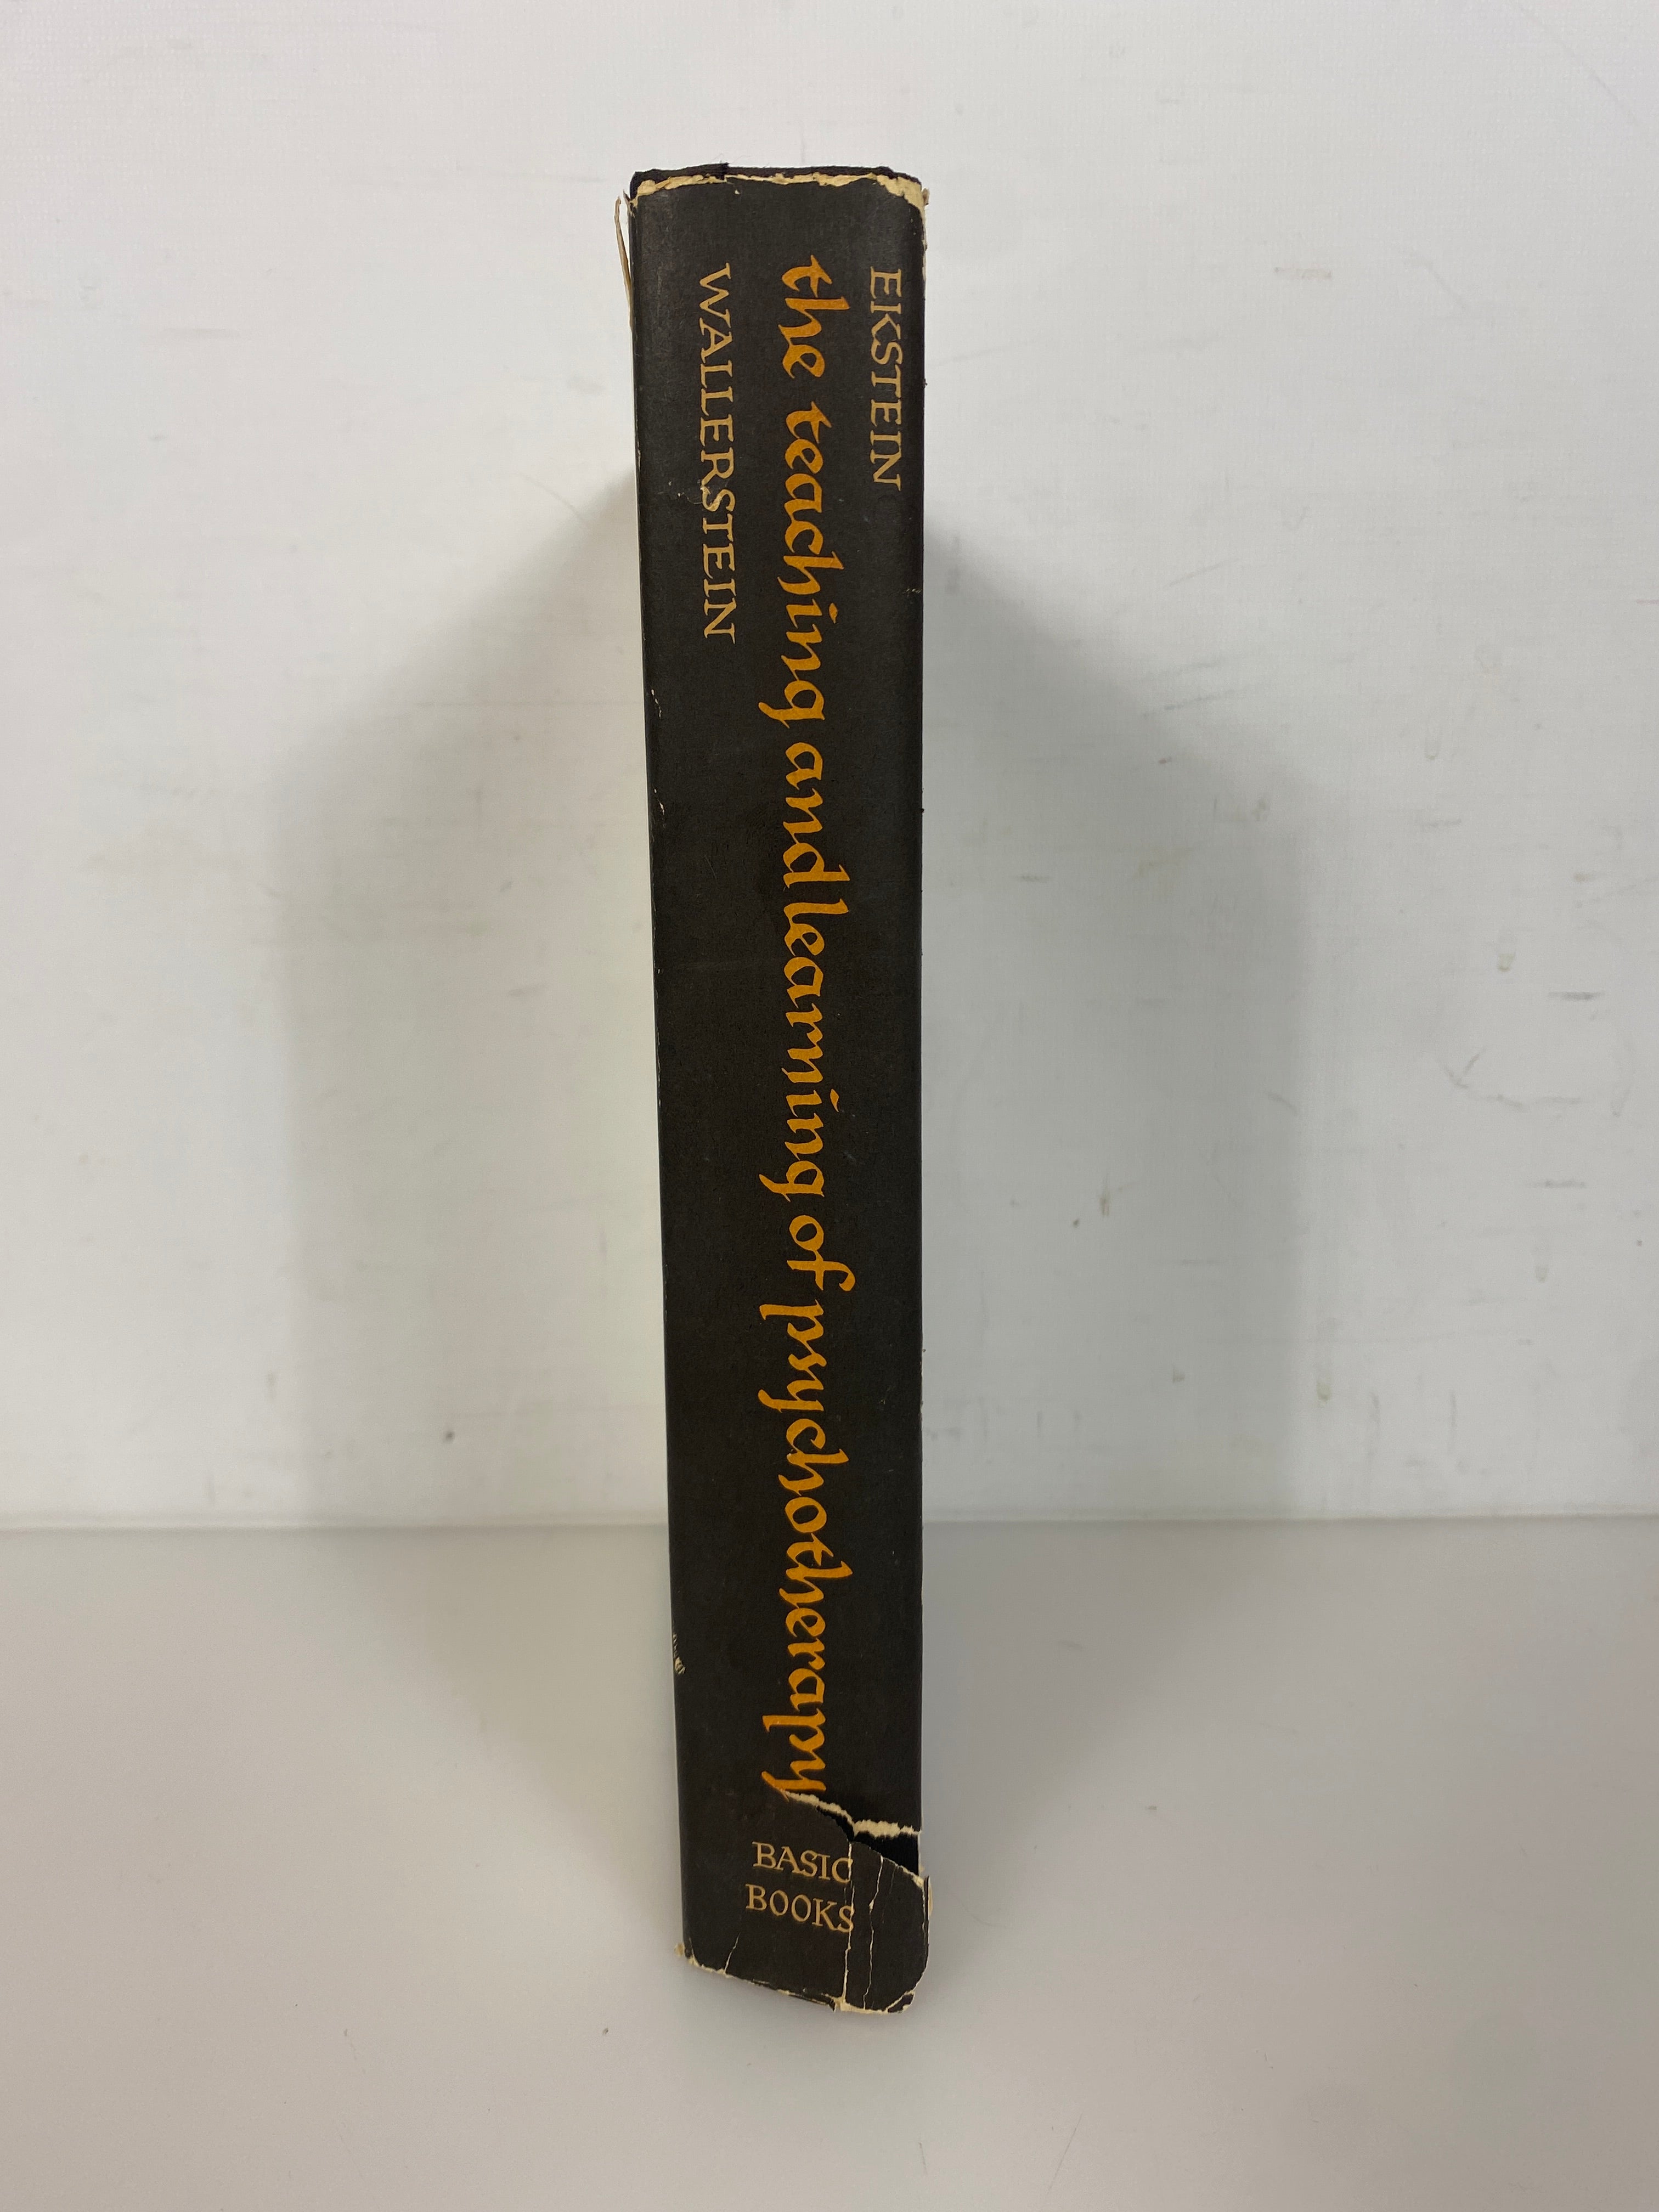 EKSTEIN
the teaching and learning of psychotherapy
WALLERSTEIN
BASIC
BOOKS